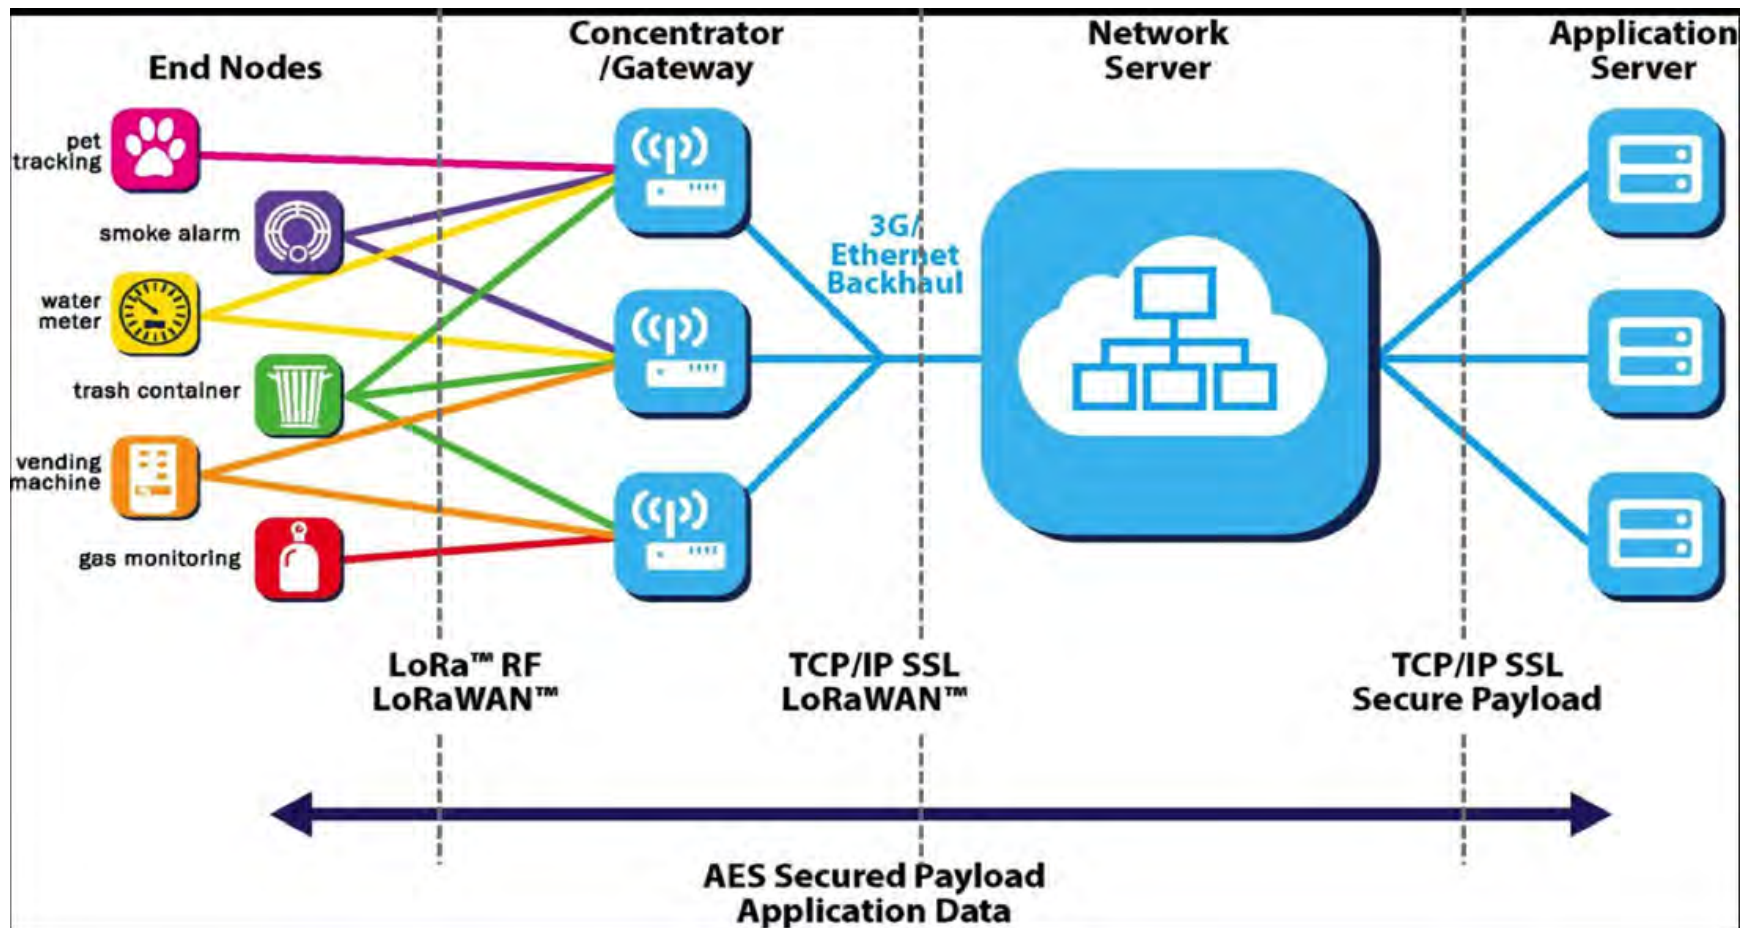 End Nodes
Concentrator
/Gateway
Network
Server
Application
Server
pet
tracking
smoke alarm
water
meter
trash container
vending
machine
gas monitoring
3G/
Ethernet
Backhaul
LoRa™ RF
LoRaWAN™
TCP/IP SSL
LoRaWAN™
TCP/IP SSL
Secure Payload
AES Secured Payload
Application Data